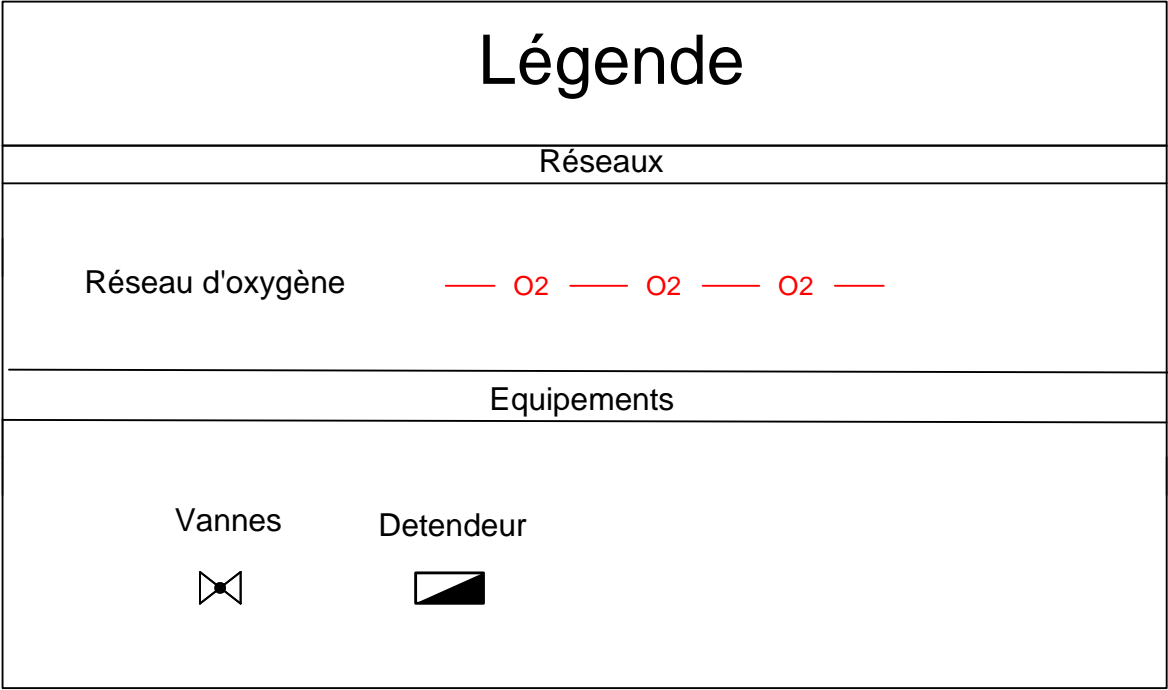 Légende
Réseaux
Réseau d'oxygène O2 O2 O2
Equipements
Vannes Detendeur